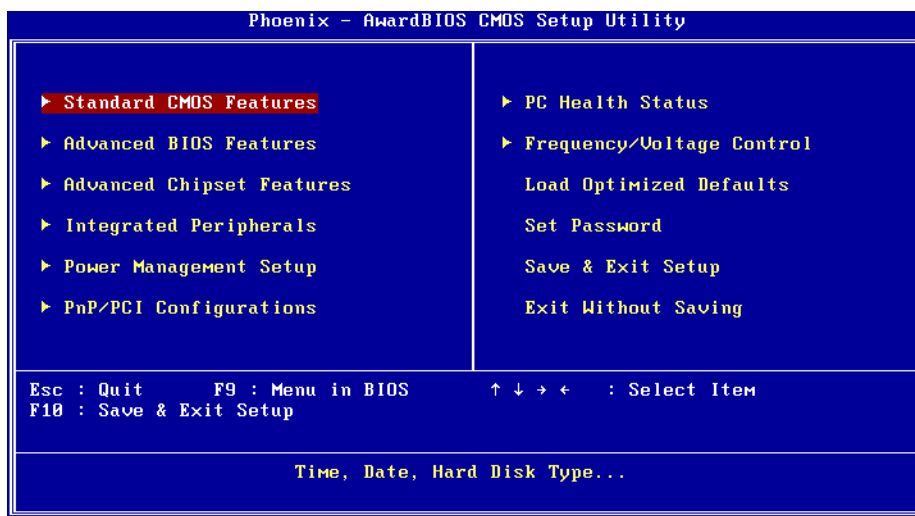 Phoenix - AwardBIOS CMOS Setup Utility
► Standard CMOS Features
► Advanced BIOS Features
► Advanced Chipset Features
► Integrated Peripherals
► Power Management Setup
► PnP/PCI Configurations
► PC Health Status
► Frequency/Voltage Control
Load Optimized Defaults
Set Password
Save & Exit Setup
Exit Without Saving
Esc : Quit F9 : Menu in BIOS ↑ ↓ → ← : Select Item
F10 : Save & Exit Setup
Time, Date, Hard Disk Type...